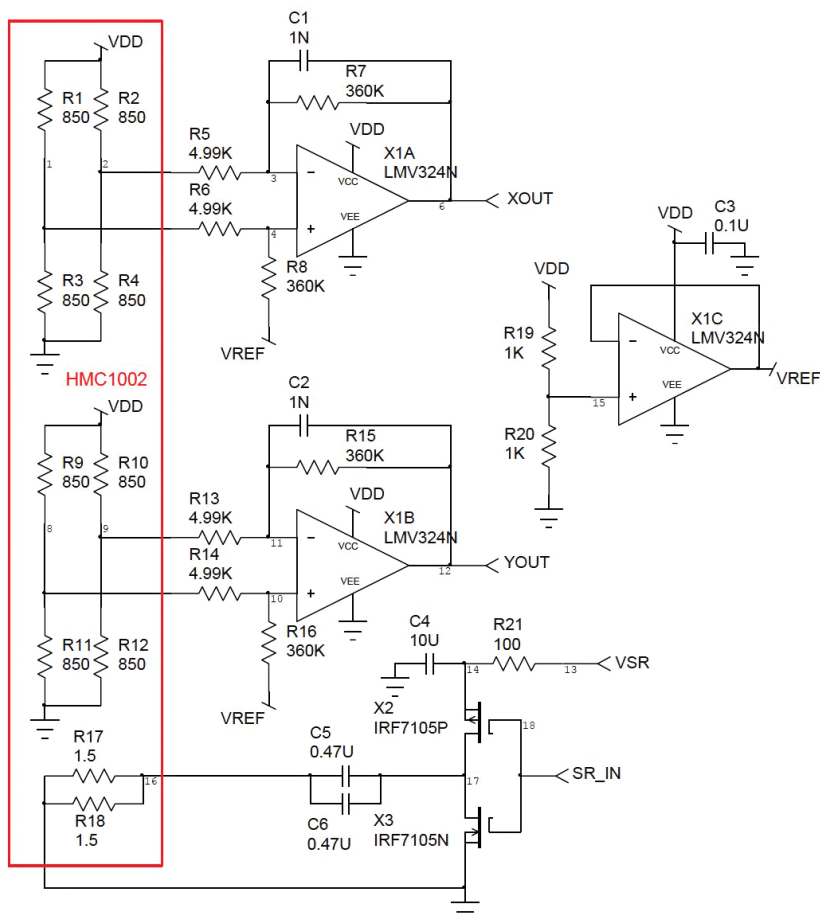 C1
1N
VDD
R7
360K
R1
850
R2
850
VDD
R5
4.99K
X1A
LMV324N
1
2
3
VCC
R6
4.99K
VEE
6
XOUT
4
C3
0.1U
VDD
R8
360K
R3
850
R4
850
VDD
VREF
X1C
LMV324N
R19
1K
VCC
HMC1002
C2
1N
VREF
VDD
VEE
15
R15
360K
R20
1K
R9
850
R10
850
VDD
R13
4.99K
X1B
LMV324N
8
9
11
VCC
R14
4.99K
VEE
12
YOUT
10
C4
10U
R21
100
R16
360K
R11
850
R12
850
14
13
VSR
VREF
X2
IRF7105P
18
R17
1.5
C5
0.47U
16
17
SR_IN
R18
1.5
C6
0.47U
X3
IRF7105N